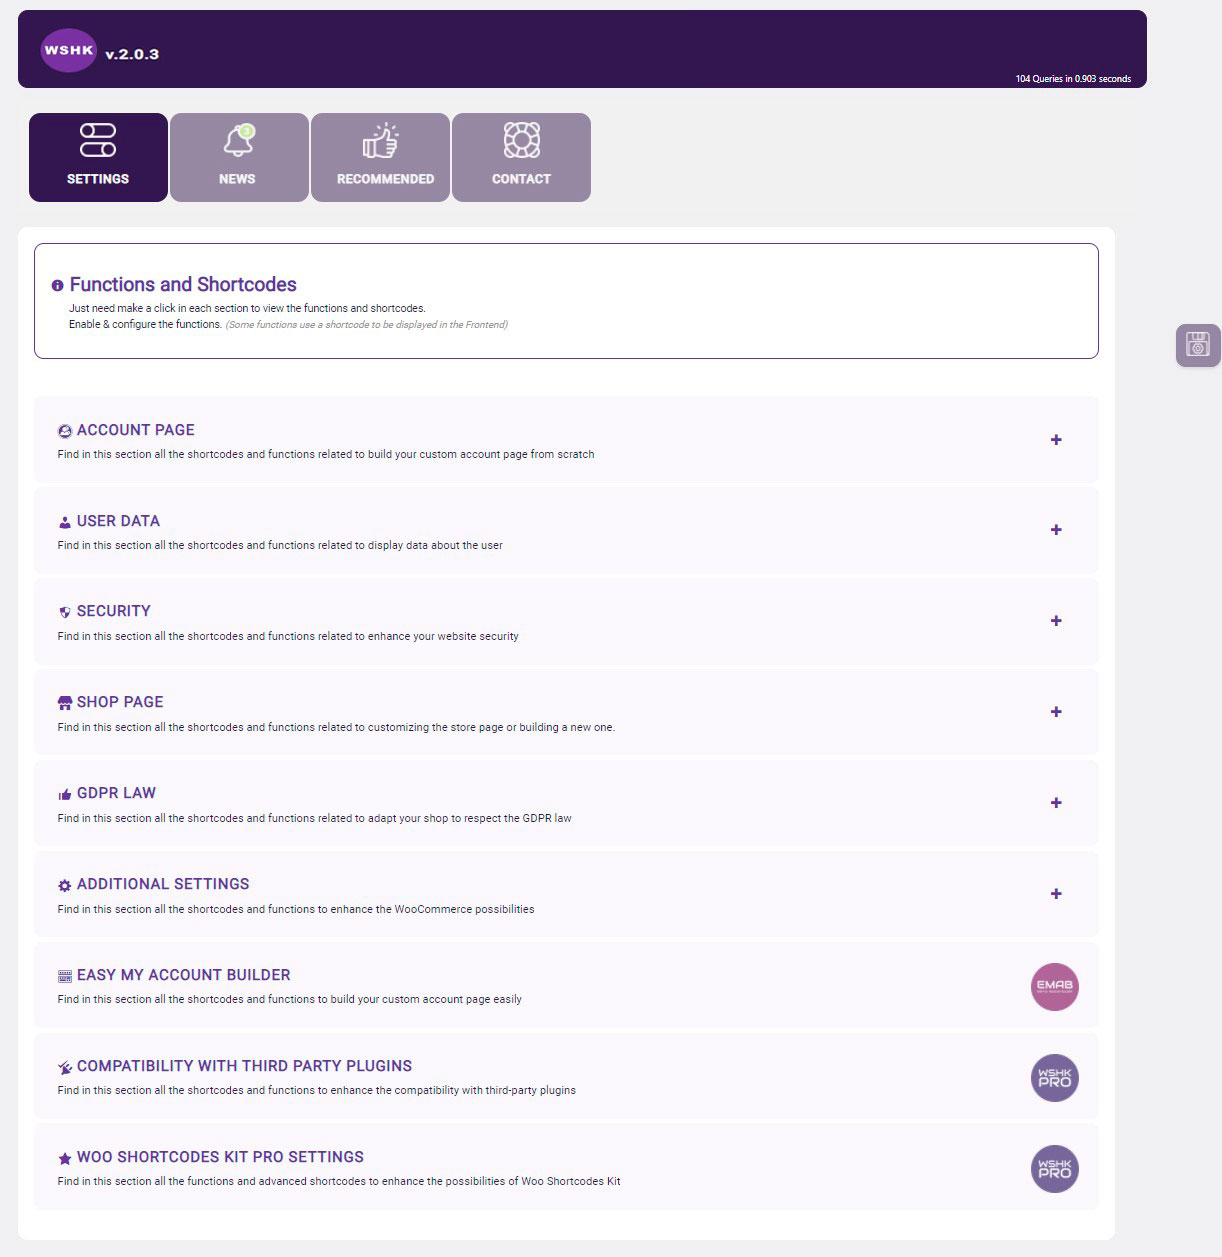 WSHK v.2.0.3
104 Queries in 0.903 seconds
3
SETTINGS NEWS RECOMMENDED CONTACT
Functions and Shortcodes
Just need make a click in each section to view the functions and shortcodes.
Enable & configure the functions. (Some functions use a shortcode to be displayed in the Frontend)
ACCOUNT PAGE
Find in this section all the shortcodes and functions related to build your custom account page from scratch
+
USER DATA
Find in this section all the shortcodes and functions related to display data about the user
+
SECURITY
Find in this section all the shortcodes and functions related to enhance your website security
+
SHOP PAGE
Find in this section all the shortcodes and functions related to customizing the store page or building a new one.
+
GDPR LAW
Find in this section all the shortcodes and functions related to adapt your shop to respect the GDPR law
+
ADDITIONAL SETTINGS
Find in this section all the shortcodes and functions to enhance the WooCommerce possibilities
+
EASY MY ACCOUNT BUILDER
Find in this section all the shortcodes and functions to build your custom account page easily
EMAB
COMPATIBILITY WITH THIRD PARTY PLUGINS
Find in this section all the shortcodes and functions to enhance the compatibility with third-party plugins
WSHK
PRO
WOO SHORTCODES KIT PRO SETTINGS
Find in this section all the functions and advanced shortcodes to enhance the possibilities of Woo Shortcodes Kit
WSHK
PRO